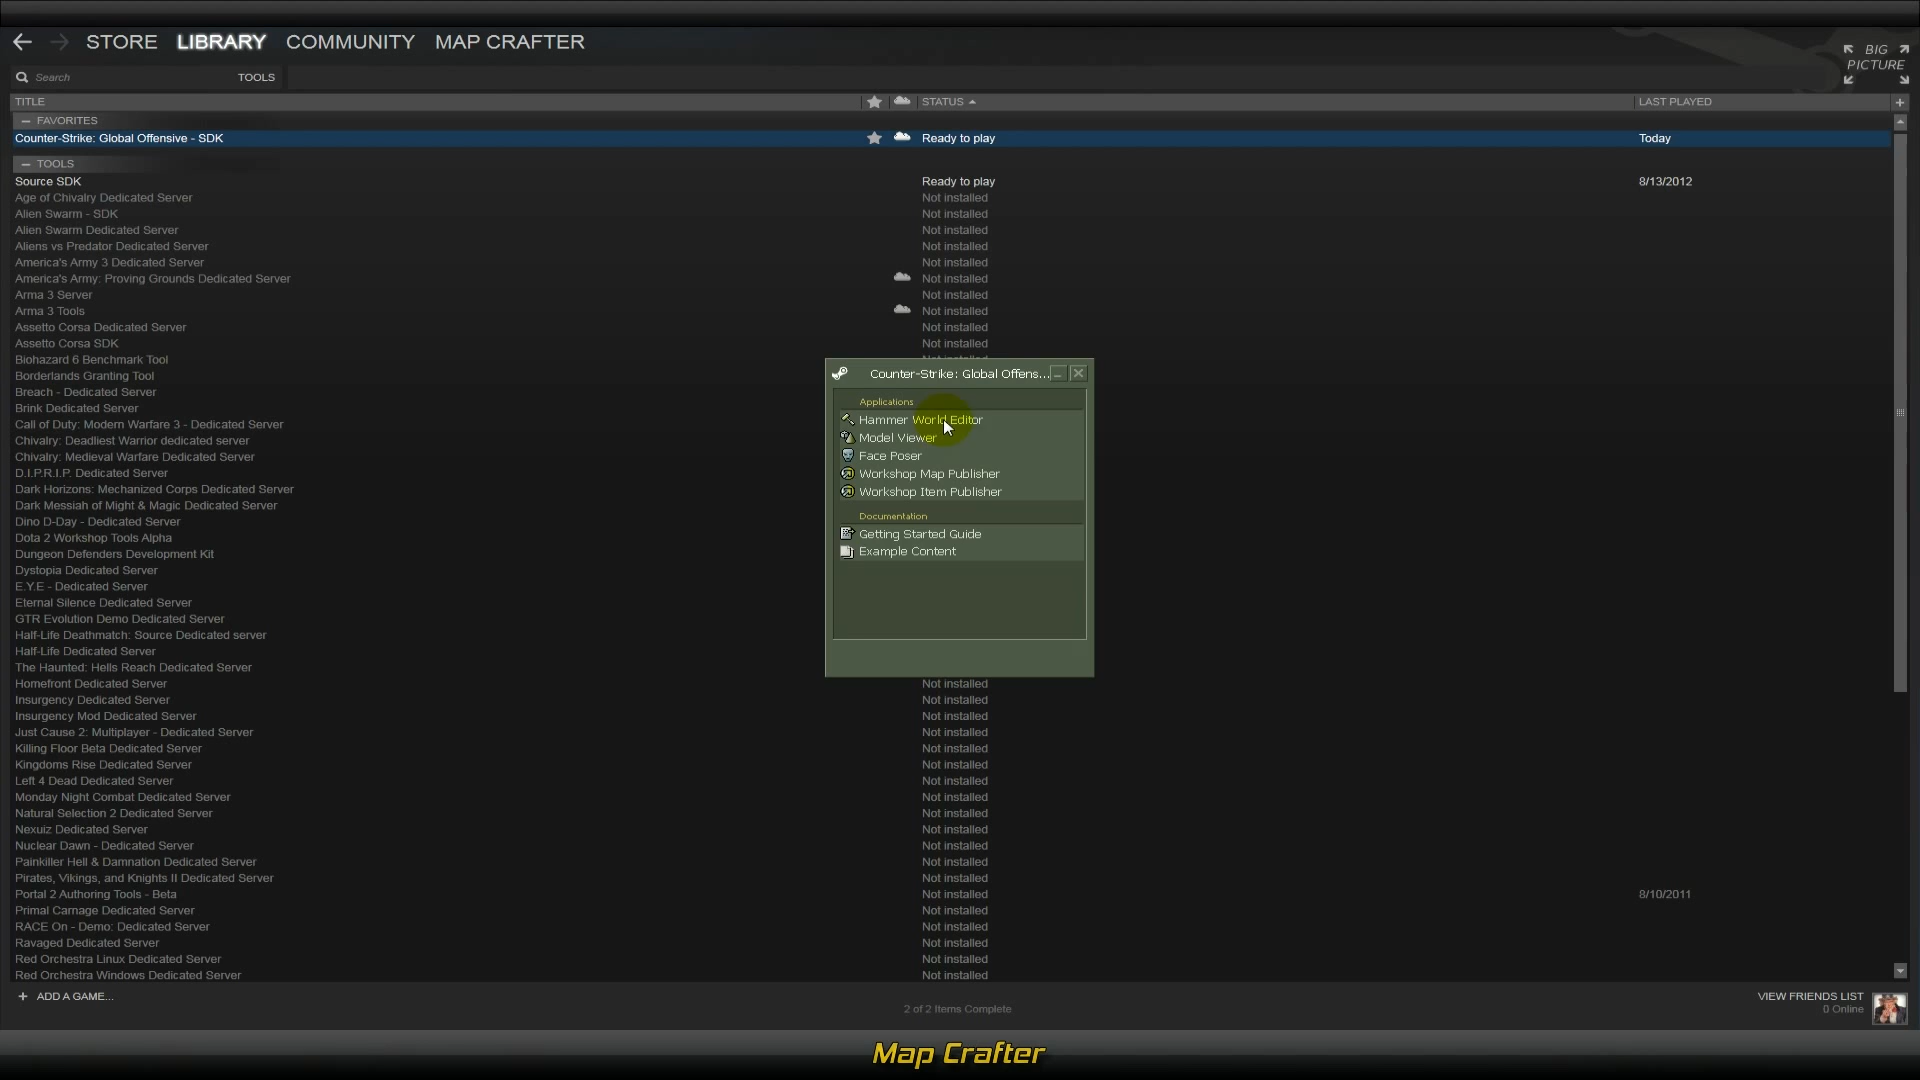 STORE LIBRARY COMMUNITY MAP CRAFTER
BIG PICTURE
Search TOOLS
TITLE STATUS LAST PLAYED
— FAVORITES
Counter-Strike: Global Offensive - SDK Ready to play Today
— TOOLS
Source SDK Ready to play 8/13/2012
Age of Chivalry Dedicated Server Not installed
Alien Swarm - SDK Not installed
Alien Swarm Dedicated Server Not installed
Aliens vs Predator Dedicated Server Not installed
America's Army 3 Dedicated Server Not installed
America's Army: Proving Grounds Dedicated Server Not installed
Arma 3 Server Not installed
Arma 3 Tools Not installed
Assetto Corsa Dedicated Server Not installed
Assetto Corsa SDK Not installed
Biohazard 6 Benchmark Tool
Borderlands Granting Tool
Breach - Dedicated Server
Brink Dedicated Server
Call of Duty: Modern Warfare 3 - Dedicated Server
Chivalry: Deadliest Warrior dedicated server
Chivalry: Medieval Warfare Dedicated Server
D.I.P.R.I.P. Dedicated Server
Dark Horizons: Mechanized Corps Dedicated Server
Dark Messiah of Might & Magic Dedicated Server
Dino D-Day - Dedicated Server
Dota 2 Workshop Tools Alpha
Dungeon Defenders Development Kit
Dystopia Dedicated Server
E.Y.E - Dedicated Server
Eternal Silence Dedicated Server
GTR Evolution Demo Dedicated Server
Half-Life Deathmatch: Source Dedicated server
Half-Life Dedicated Server
The Haunted: Hells Reach Dedicated Server
Homefront Dedicated Server Not installed
Insurgency Dedicated Server Not installed
Insurgency Mod Dedicated Server Not installed
Just Cause 2: Multiplayer - Dedicated Server Not installed
Killing Floor Beta Dedicated Server Not installed
Kingdoms Rise Dedicated Server Not installed
Left 4 Dead Dedicated Server Not installed
Monday Night Combat Dedicated Server Not installed
Natural Selection 2 Dedicated Server Not installed
Nexuiz Dedicated Server Not installed
Nuclear Dawn - Dedicated Server Not installed
Painkiller Hell & Damnation Dedicated Server Not installed
Pirates, Vikings, and Knights II Dedicated Server Not installed
Portal 2 Authoring Tools - Beta Not installed 8/10/2011
Primal Carnage Dedicated Server Not installed
RACE On - Demo: Dedicated Server Not installed
Ravaged Dedicated Server Not installed
Red Orchestra Linux Dedicated Server Not installed
Red Orchestra Windows Dedicated Server Not installed
Counter-Strike: Global Offens...
Applications
Hammer World Editor
Model Viewer
Face Poser
Workshop Map Publisher
Workshop Item Publisher
Documentation
Getting Started Guide
Example Content
+ ADD A GAME...
2 of 2 Items Complete
VIEW FRIENDS LIST
0 Online
Map Crafter